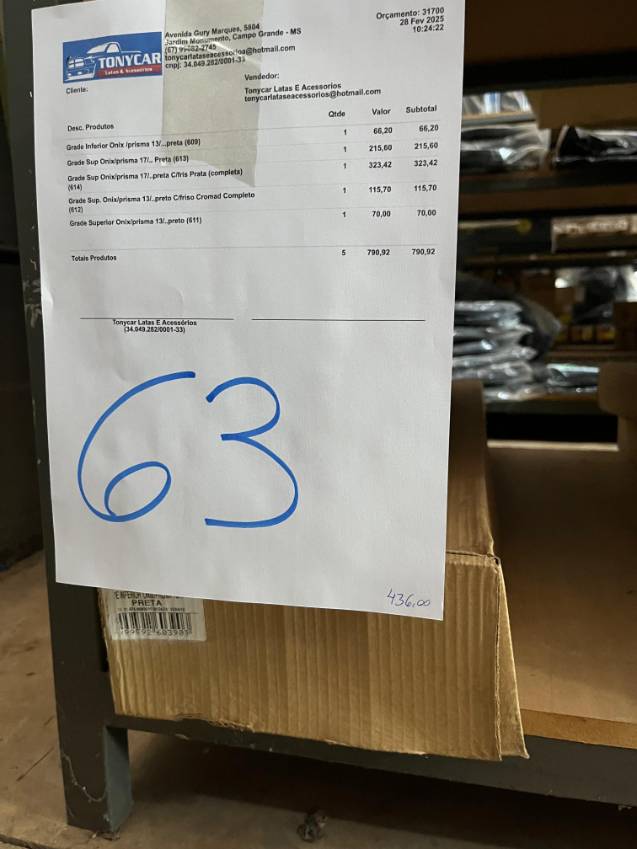 TONYCAR
Latas & Acessórios
Avenida Gury Marques, 5884
Jardim Monumento, Campo Grande - MS
tonycarlataseacessorios@hotmail.com
cnpj: 34.849.282/0001-33
Orçamento: 31700
28 Fev 2025
10:24:22
Cliente:
Vendedor:
Tonycar Latas E Acessorios
tonycarlataseacessorios@hotmail.com
Desc. Produtos Qtde Valor Subtotal
Grade Inferior Onix /prisma 13/...preta (609) 1 66,20 66,20
Grade Sup Onix/prisma 17/.. Preta (613) 1 215,60 215,60
Grade Sup Onix/prisma 17/..preta C/fris Prata (completa) 1 323,42 323,42
(614)
Grade Sup. Onix/prisma 13/..preto C/friso Cromad Completo 1 115,70 115,70
(612)
Grade Superior Onix/prisma 13/..preto (611) 1 70,00 70,00
Totais Produtos 5 790,92 790,92
Tonycar Latas E Acessórios
(34.849.282/0001-33)
63
436,00
PRETA